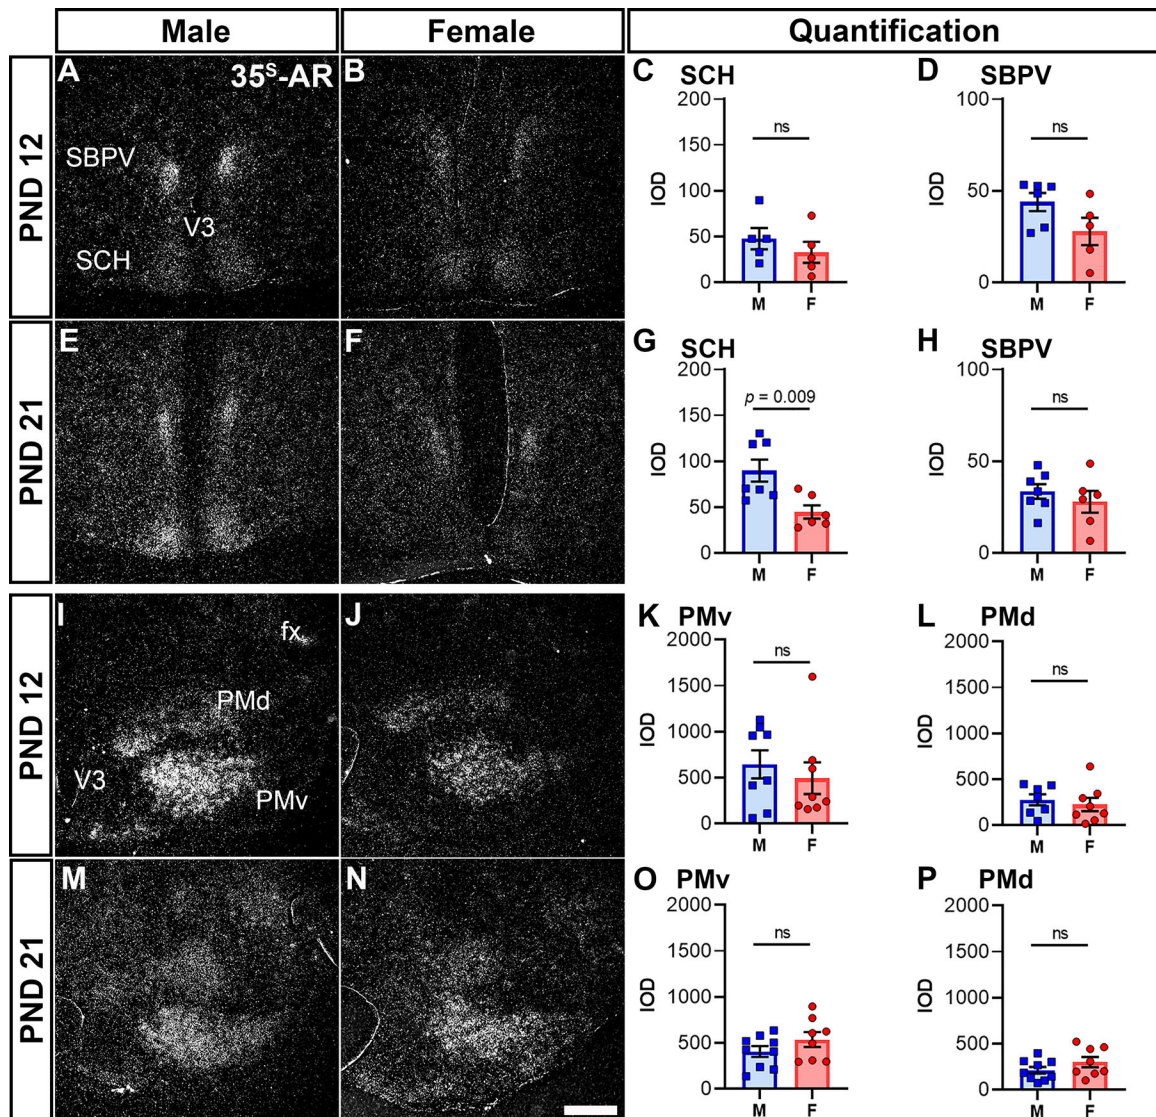 Male Female Quantification
PND 12
A 35ˢ-AR
SBPV
V3
SCH
B
C SCH
200
150
100
50
0
IOD
ns
M F
D SBPV
100
50
0
IOD
ns
M F
PND 21
E
F
G SCH
200
150
100
50
0
IOD
p = 0.009
M F
H SBPV
100
50
0
IOD
ns
M F
PND 12
I
fx
PMd
V3
PMv
J
K PMv
2000
1500
1000
500
0
IOD
ns
M F
L PMd
2000
1500
1000
500
0
IOD
ns
M F
PND 21
M
N
O PMv
2000
1500
1000
500
0
IOD
ns
M F
P PMd
2000
1500
1000
500
0
IOD
ns
M F